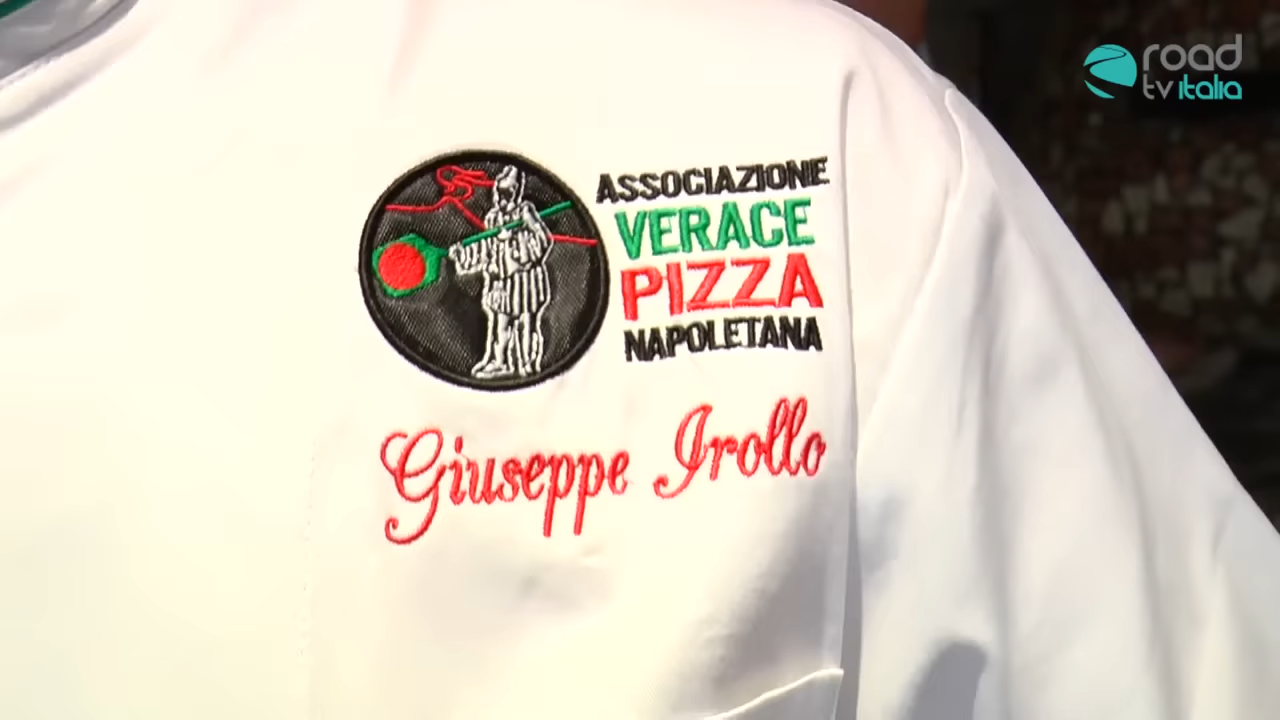 road
tv italia
ASSOCIAZIONE
VERACE
PIZZA
NAPOLETANA
Giuseppe Irollo